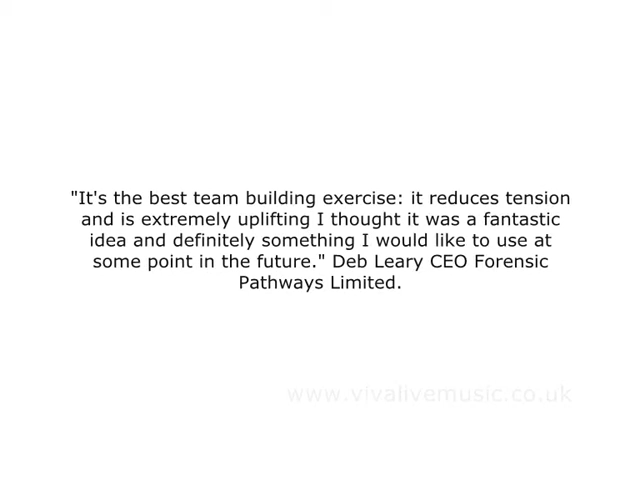 "It's the best team building exercise: it reduces tension
and is extremely uplifting I thought it was a fantastic
idea and definitely something I would like to use at
some point in the future." Deb Leary CEO Forensic
Pathways Limited.
www.vivalivemusic.co.uk